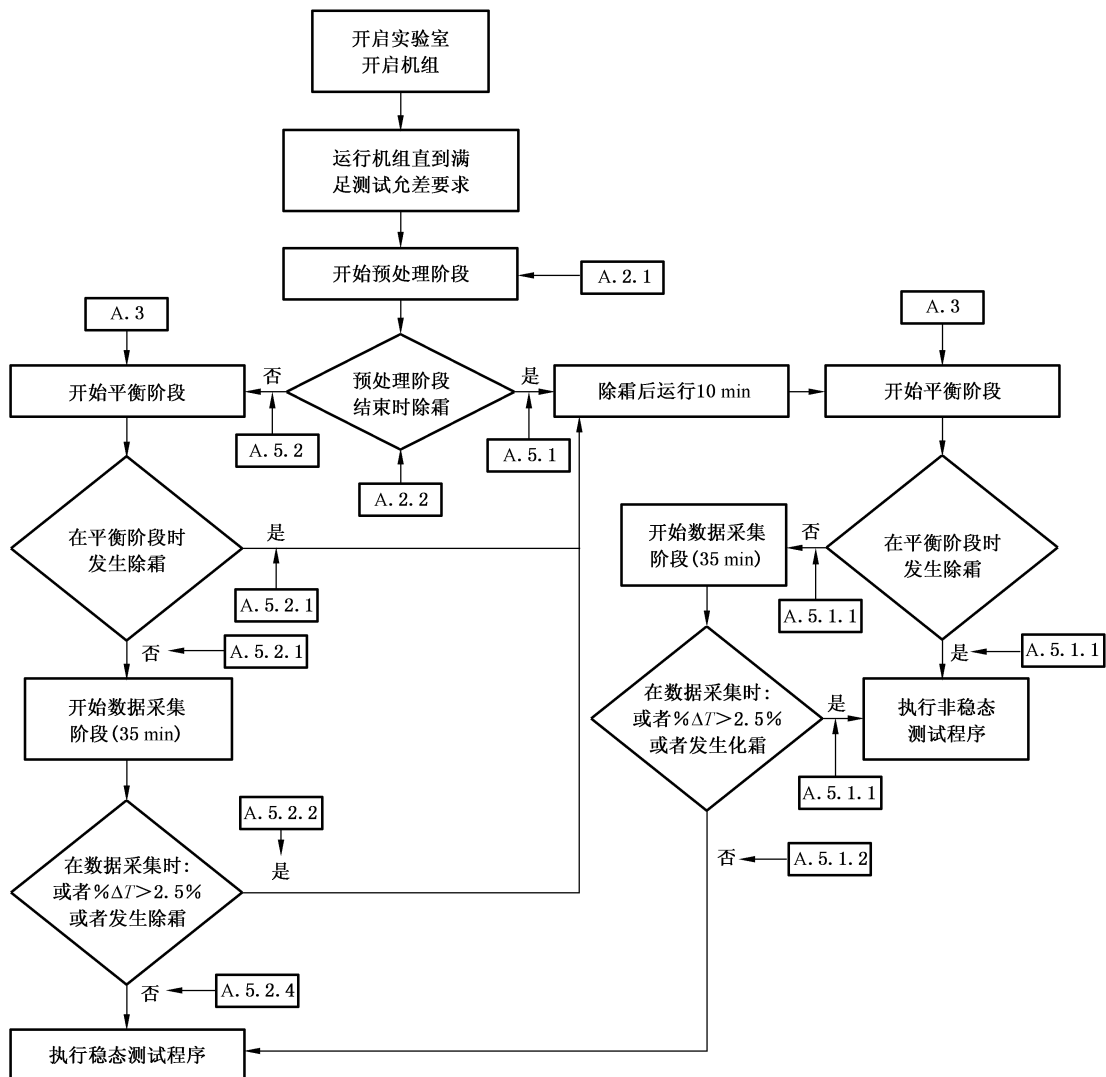 开启实验室
开启机组
运行机组直到满
足测试允差要求
开始预处理阶段
A.2.1
A.3
A.3
开始平衡阶段
否
预处理阶段
结束时除霜
是
除霜后运行10 min
开始平衡阶段
A.5.2
A.5.1
A.2.2
在平衡阶段时
发生除霜
是
A.5.2.1
否
A.5.2.1
开始数据采集
阶段(35 min)
否
在平衡阶段时
发生除霜
A.5.1.1
是
A.5.1.1
开始数据采集
阶段(35 min)
在数据采集时:
或者%ΔT>2.5%
或者发生化霜
是
执行非稳态
测试程序
A.5.1.1
A.5.2.2
是
否
A.5.1.2
在数据采集时:
或者%ΔT>2.5%
或者发生除霜
否
A.5.2.4
执行稳态测试程序